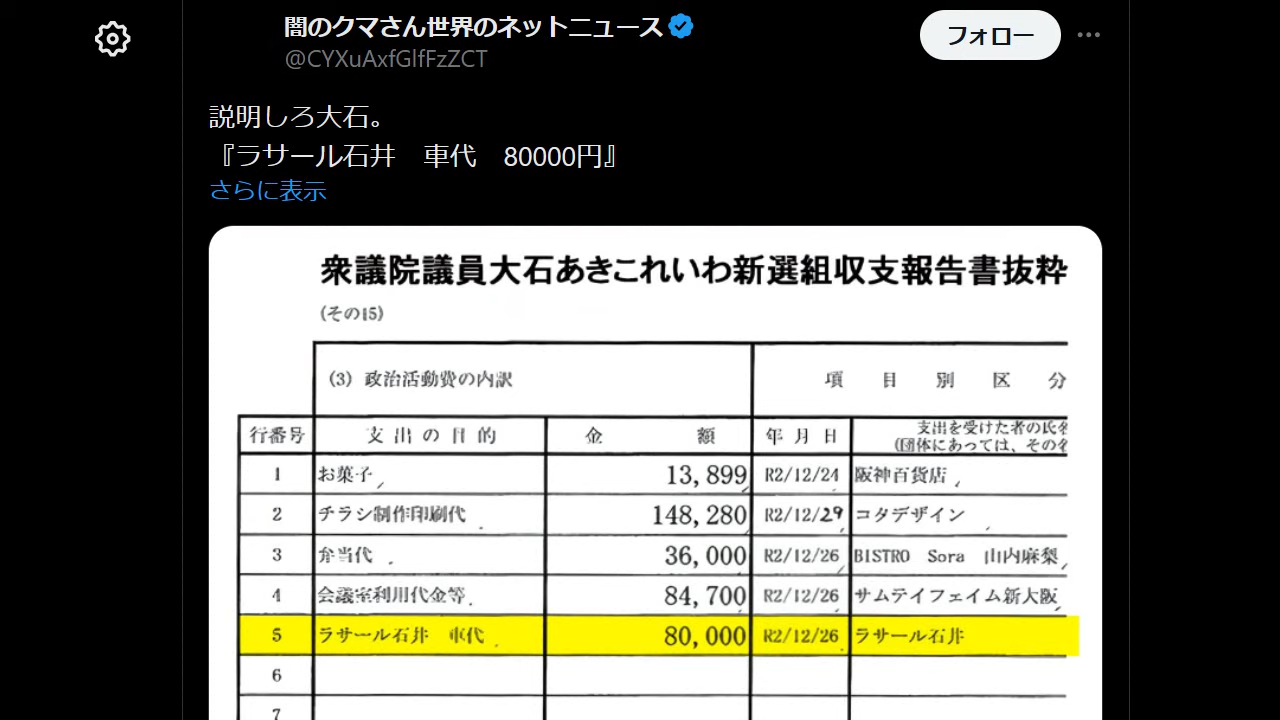 闇のクマさん世界のネットニュース
@CYXuAxfGlfFzZCT
フォロー
説明しろ大石。
『ラサール石井　車代　80000円』
さらに表示
衆議院議員大石あきこれいわ新選組収支報告書抜粋
(その15)
(3) 政治活動費の内訳
項目別区分
行番号 支出の目的 金額 年月日 支出を受けた者の氏名
(団体にあっては、その名
1 お菓子 13,899 R2/12/24 阪神百貨店
2 チラシ制作印刷代 148,280 R2/12/29 コタデザイン
3 弁当代 36,000 R2/12/26 BISTRO Sora 山内麻梨
4 会議室利用代金等 84,700 R2/12/26 サムテイフェイム新大阪
5 ラサール石井 車代 80,000 R2/12/26 ラサール石井
6
7